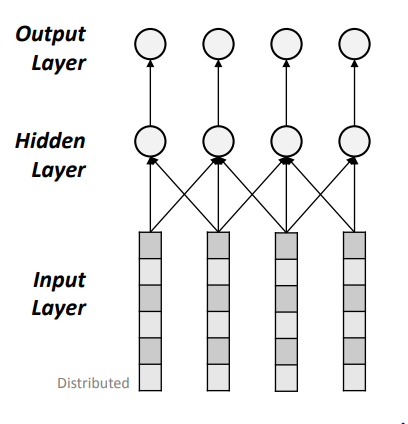 Output
Layer
Hidden
Layer
Input
Layer
Distributed